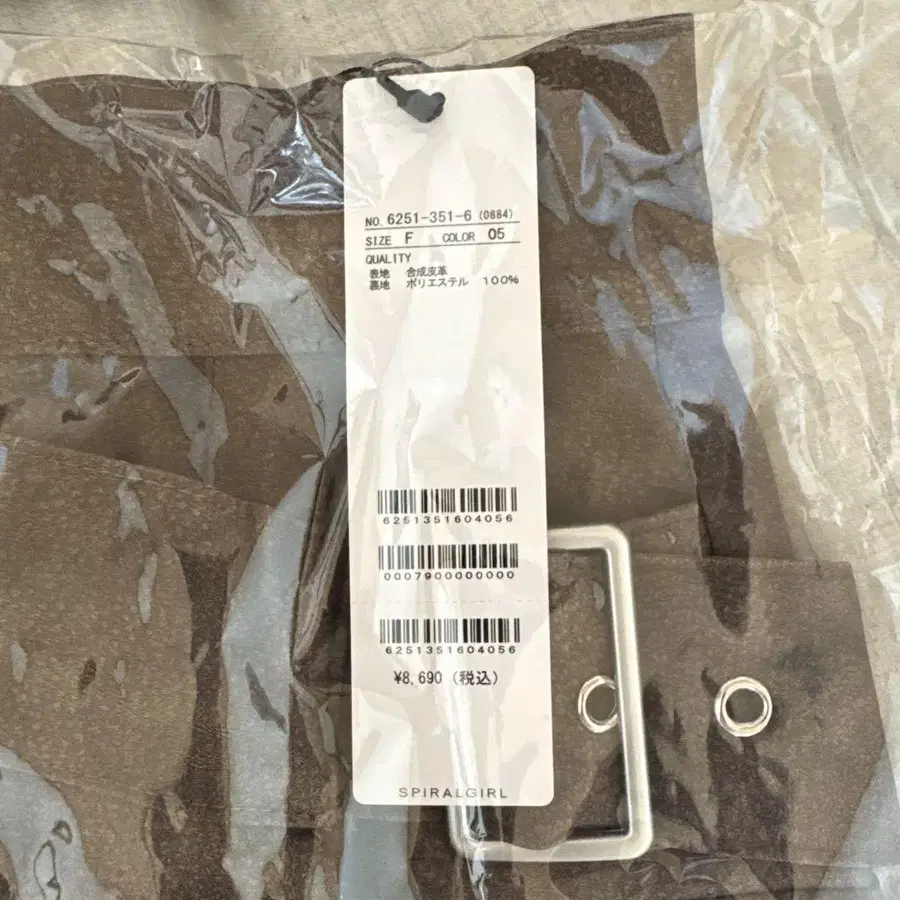 NO. 6251-351-6 (0884)
SIZE F COLOR 05
QUALITY
表地 合成皮革
裏地 ポリエステル 100%
6251351604056
0007900000000
6251351604056
¥8,690 (税込)
SPIRALGIRL